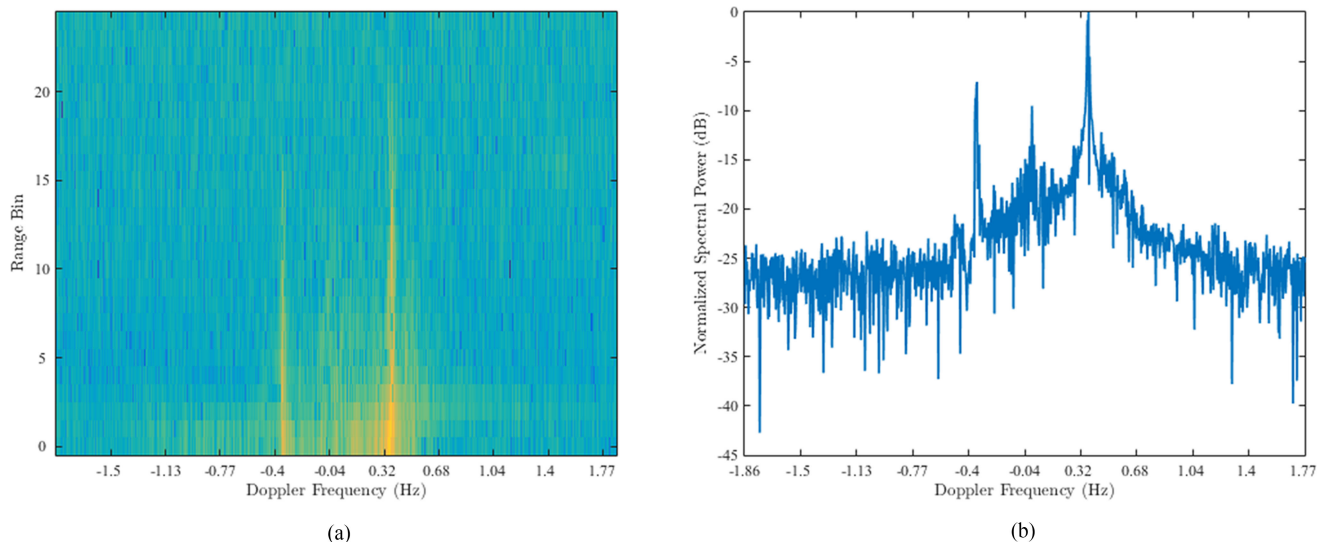 20
15
10
5
0
Range Bin
-1.5 -1.13 -0.77 -0.4 -0.04 0.32 0.68 1.04 1.4 1.77
Doppler Frequency (Hz)
(a)
0
-5
-10
-15
-20
-25
-30
-35
-40
-45
Normalized Spectral Power (dB)
-1.86 -1.5 -1.13 -0.77 -0.4 -0.04 0.32 0.68 1.04 1.4 1.77
Doppler Frequency (Hz)
(b)